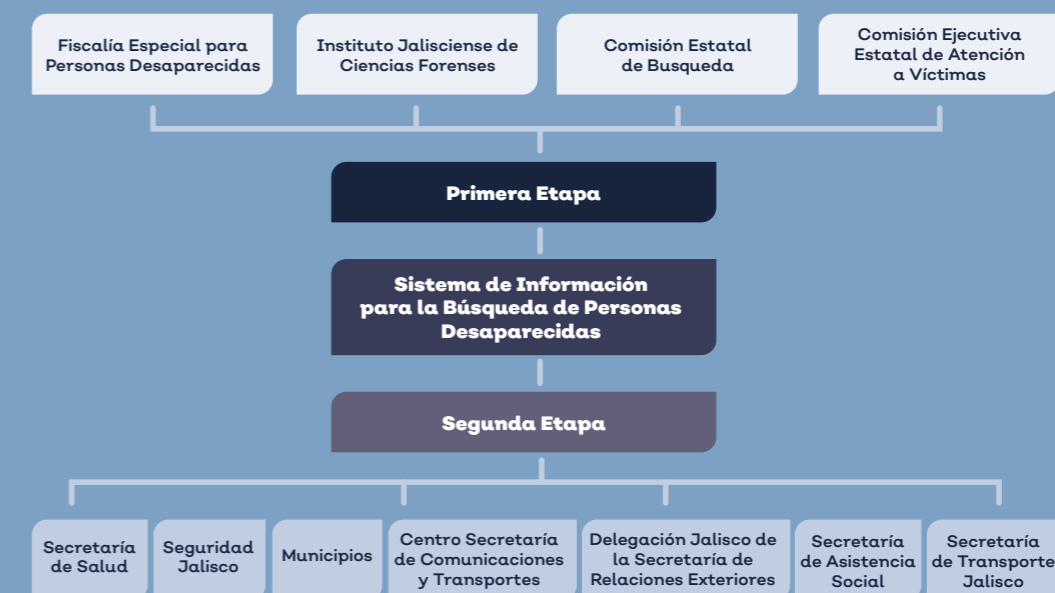 Fiscalía Especial para
Personas Desaparecidas
Instituto Jalisciense de
Ciencias Forenses
Comisión Estatal
de Busqueda
Comisión Ejecutiva
Estatal de Atención
a Víctimas
Primera Etapa
Sistema de Información
para la Búsqueda de Personas
Desaparecidas
Segunda Etapa
Secretaría
de Salud
Seguridad
Jalisco
Municipios
Centro Secretaría
de Comunicaciones
y Transportes
Delegación Jalisco de
la Secretaría de
Relaciones Exteriores
Secretaría
de Asistencia
Social
Secretaría
de Transporte
Jalisco